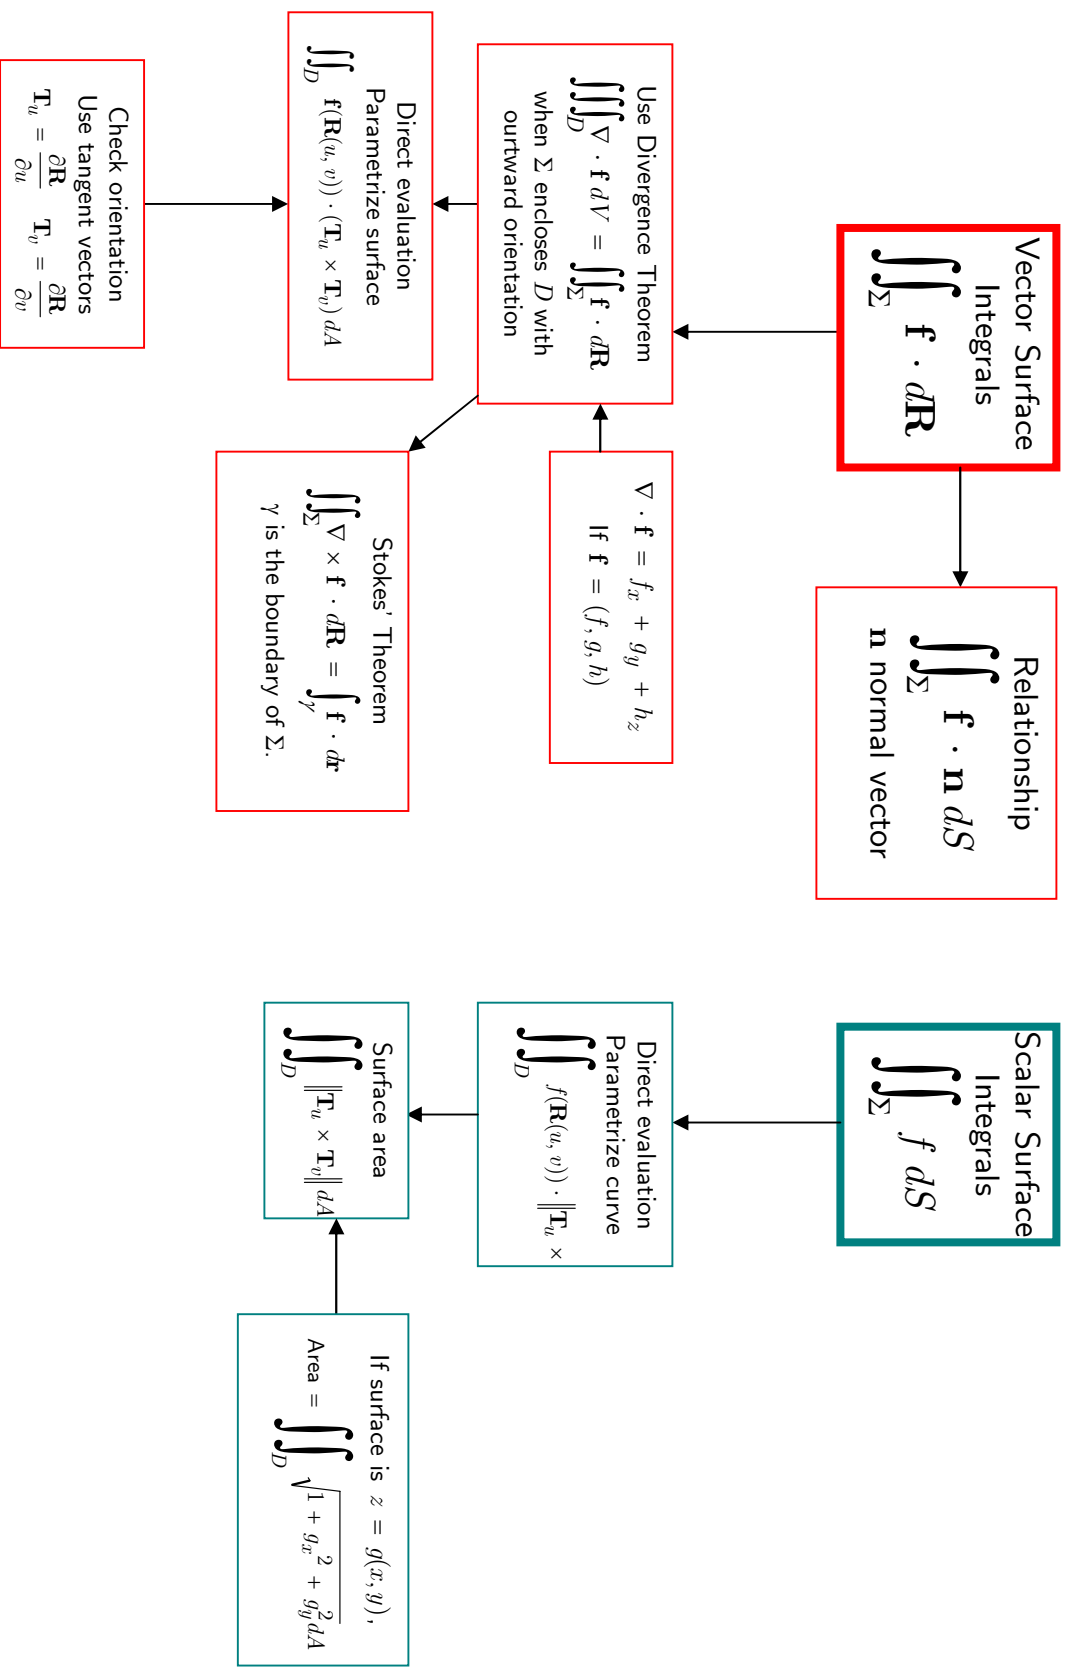 Vector Surface
Integrals
∬_Σ f · dR
Relationship
∬_Σ f · n dS
n normal vector
Use Divergence Theorem
∭_D ∇ · f dV = ∬_Σ f · dR
when Σ encloses D with
ourtward orientation
∇ · f = f_x + g_y + h_z
If f = (f, g, h)
Direct evaluation
Parametrize surface
∬_D f(R(u, v)) · (T_u × T_v) dA
Stokes' Theorem
∬_Σ ∇ × f · dR = ∫_γ f · dr
γ is the boundary of Σ.
Check orientation
Use tangent vectors
T_u = ∂R/∂u T_v = ∂R/∂v
Scalar Surface
Integrals
∬_Σ f dS
Direct evaluation
Parametrize curve
∬_D f(R(u, v)) · ‖T_u ×
Surface area
∬_D ‖T_u × T_v‖ dA
If surface is z = g(x, y),
Area = ∬_D √(1 + g_x² + g_y²) dA